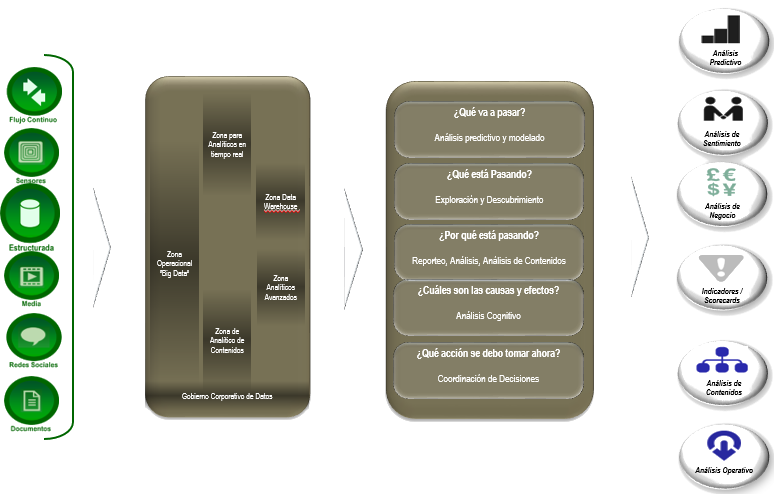 Flujo Continuo
Sensores
Estructurada
Media
Redes Sociales
Documentos
Zona para
Analíticos en
tiempo real
Zona Data
Warehouse
Zona
Operacional
"Big Data"
Zona
Analíticos
Avanzados
Zona de
Analítico de
Contenidos
Gobierno Corporativo de Datos
¿Qué va a pasar?
Análisis predictivo y modelado
¿Qué está Pasando?
Exploración y Descubrimiento
¿Por qué está pasando?
Reporteo, Análisis, Análisis de Contenidos
¿Cuáles son las causas y efectos?
Análisis Cognitivo
¿Qué acción se debo tomar ahora?
Coordinación de Decisiones
Análisis
Predictivo
Análisis de
Sentimiento
£ €
$ ¥
Análisis de
Negocio
Indicadores /
Scorecards
Análisis de
Contenidos
Análisis Operativo